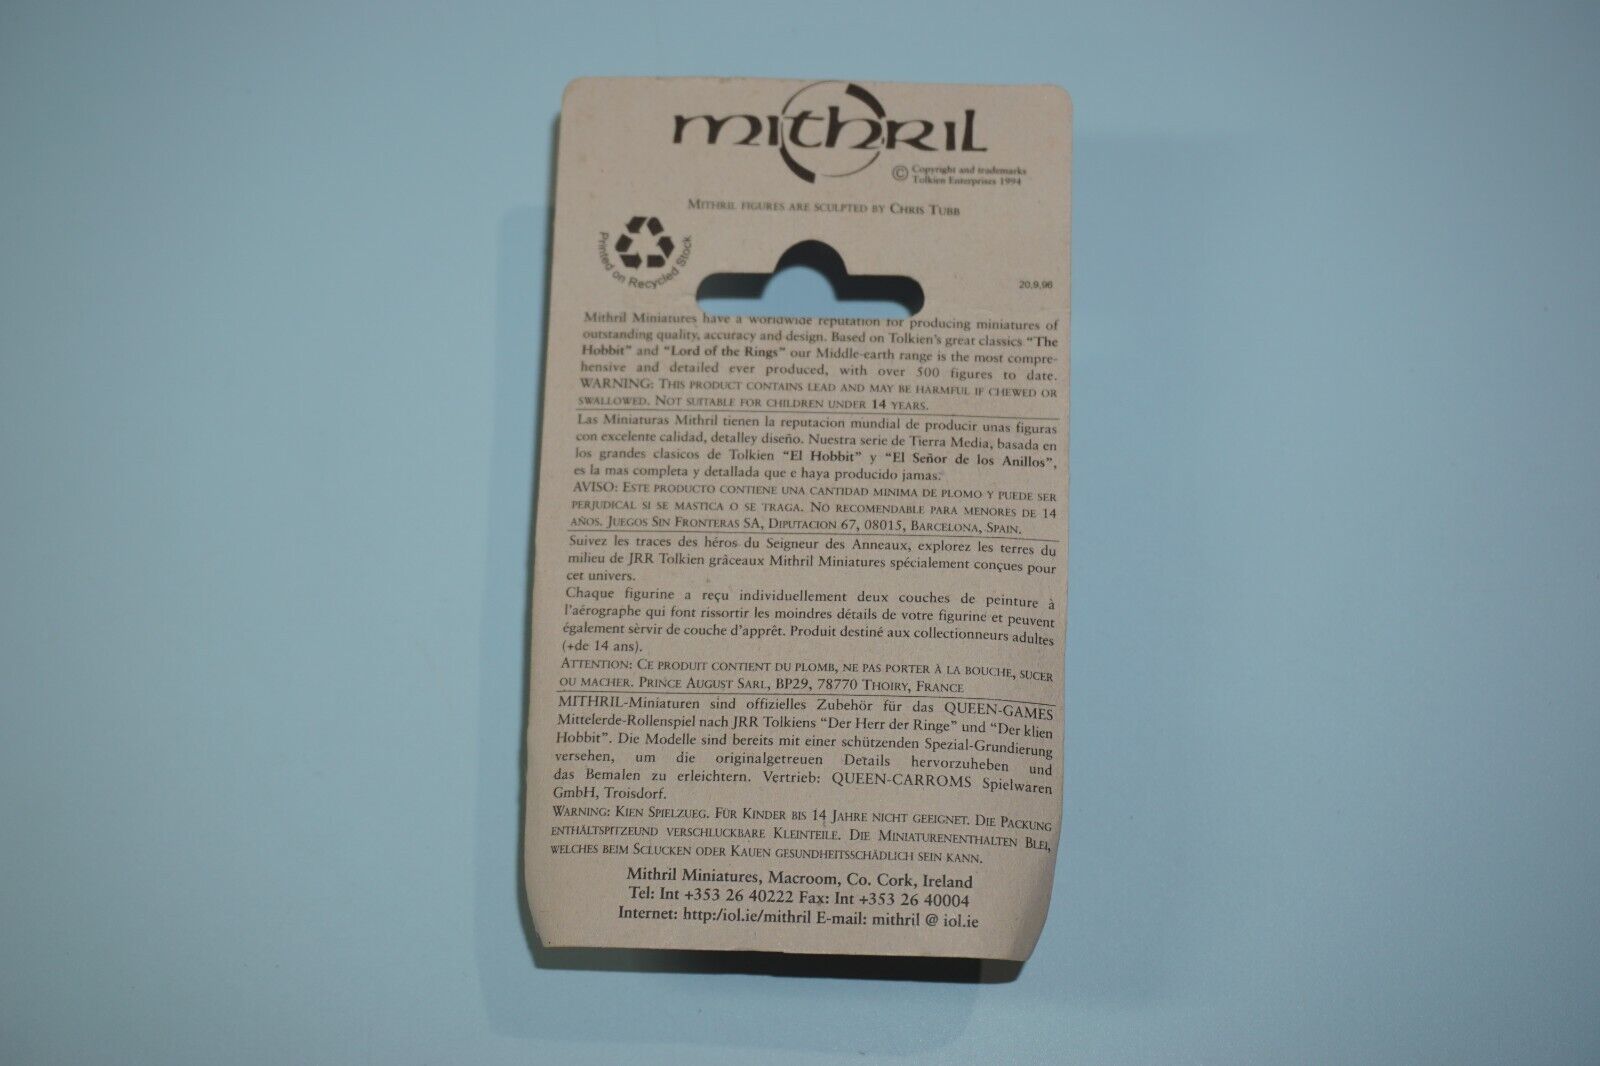 mithril
© Copyright and trademarks
Tolkien Enterprises 1994
Mithril figures are sculpted by Chris Tubb
Printed on Recycled Stock
20,9,96
Mithril Miniatures have a worldwide reputation for producing miniatures of
outstanding quality, accuracy and design. Based on Tolkien's great classics “The
Hobbit” and “Lord of the Rings” our Middle-earth range is the most compre-
hensive and detailed ever produced, with over 500 figures to date.
WARNING: This product contains lead and may be harmful if chewed or
swallowed. Not suitable for children under 14 years.
Las Miniaturas Mithril tienen la reputacion mundial de producir unas figuras
con excelente calidad, detalley diseño. Nuestra serie de Tierra Media, basada en
los grandes clasicos de Tolkien “El Hobbit” y “El Señor de los Anillos”,
es la mas completa y detallada que e haya producido jamas.
AVISO: Este producto contiene una cantidad minima de plomo y puede ser
perjudical si se mastica o se traga. No recomendable para menores de 14
años. Juegos Sin Fronteras SA, Diputacion 67, 08015, Barcelona, Spain.
Suivez les traces des héros du Seigneur des Anneaux, explorez les terres du
milieu de JRR Tolkien grâceaux Mithril Miniatures spécialement conçues pour
cet univers.
Chaque figurine a reçu individuellement deux couches de peinture à
l'aérographe qui font rissortir les moindres détails de votre figurine et peuvent
également sèrvir de couche d'apprêt. Produit destiné aux collectionneurs adultes
(+de 14 ans).
Attention: Ce produit contient du plomb, ne pas porter à la bouche, sucer
ou macher. Prince August Sarl, BP29, 78770 Thoiry, France
MITHRIL-Miniaturen sind offizielles Zubehör für das QUEEN-GAMES
Mittelerde-Rollenspiel nach JRR Tolkiens “Der Herr der Ringe” und “Der klien
Hobbit”. Die Modelle sind bereits mit einer schützenden Spezial-Grundierung
versehen, um die originalgetreuen Details hervorzuheben und
das Bemalen zu erleichtern. Vertrieb: QUEEN-CARROMS Spielwaren
GmbH, Troisdorf.
Warning: Kien Spielzueg. Für Kinder bis 14 Jahre nicht geeignet. Die Packung
enthältspitzeund verschluckbare Kleinteile. Die Miniaturenenthalten Blei,
welches beim Sclucken oder Kauen gesundheitsschädlich sein kann.
Mithril Miniatures, Macroom, Co. Cork, Ireland
Tel: Int +353 26 40222 Fax: Int +353 26 40004
Internet: http:/iol.ie/mithril E-mail: mithril @ iol.ie